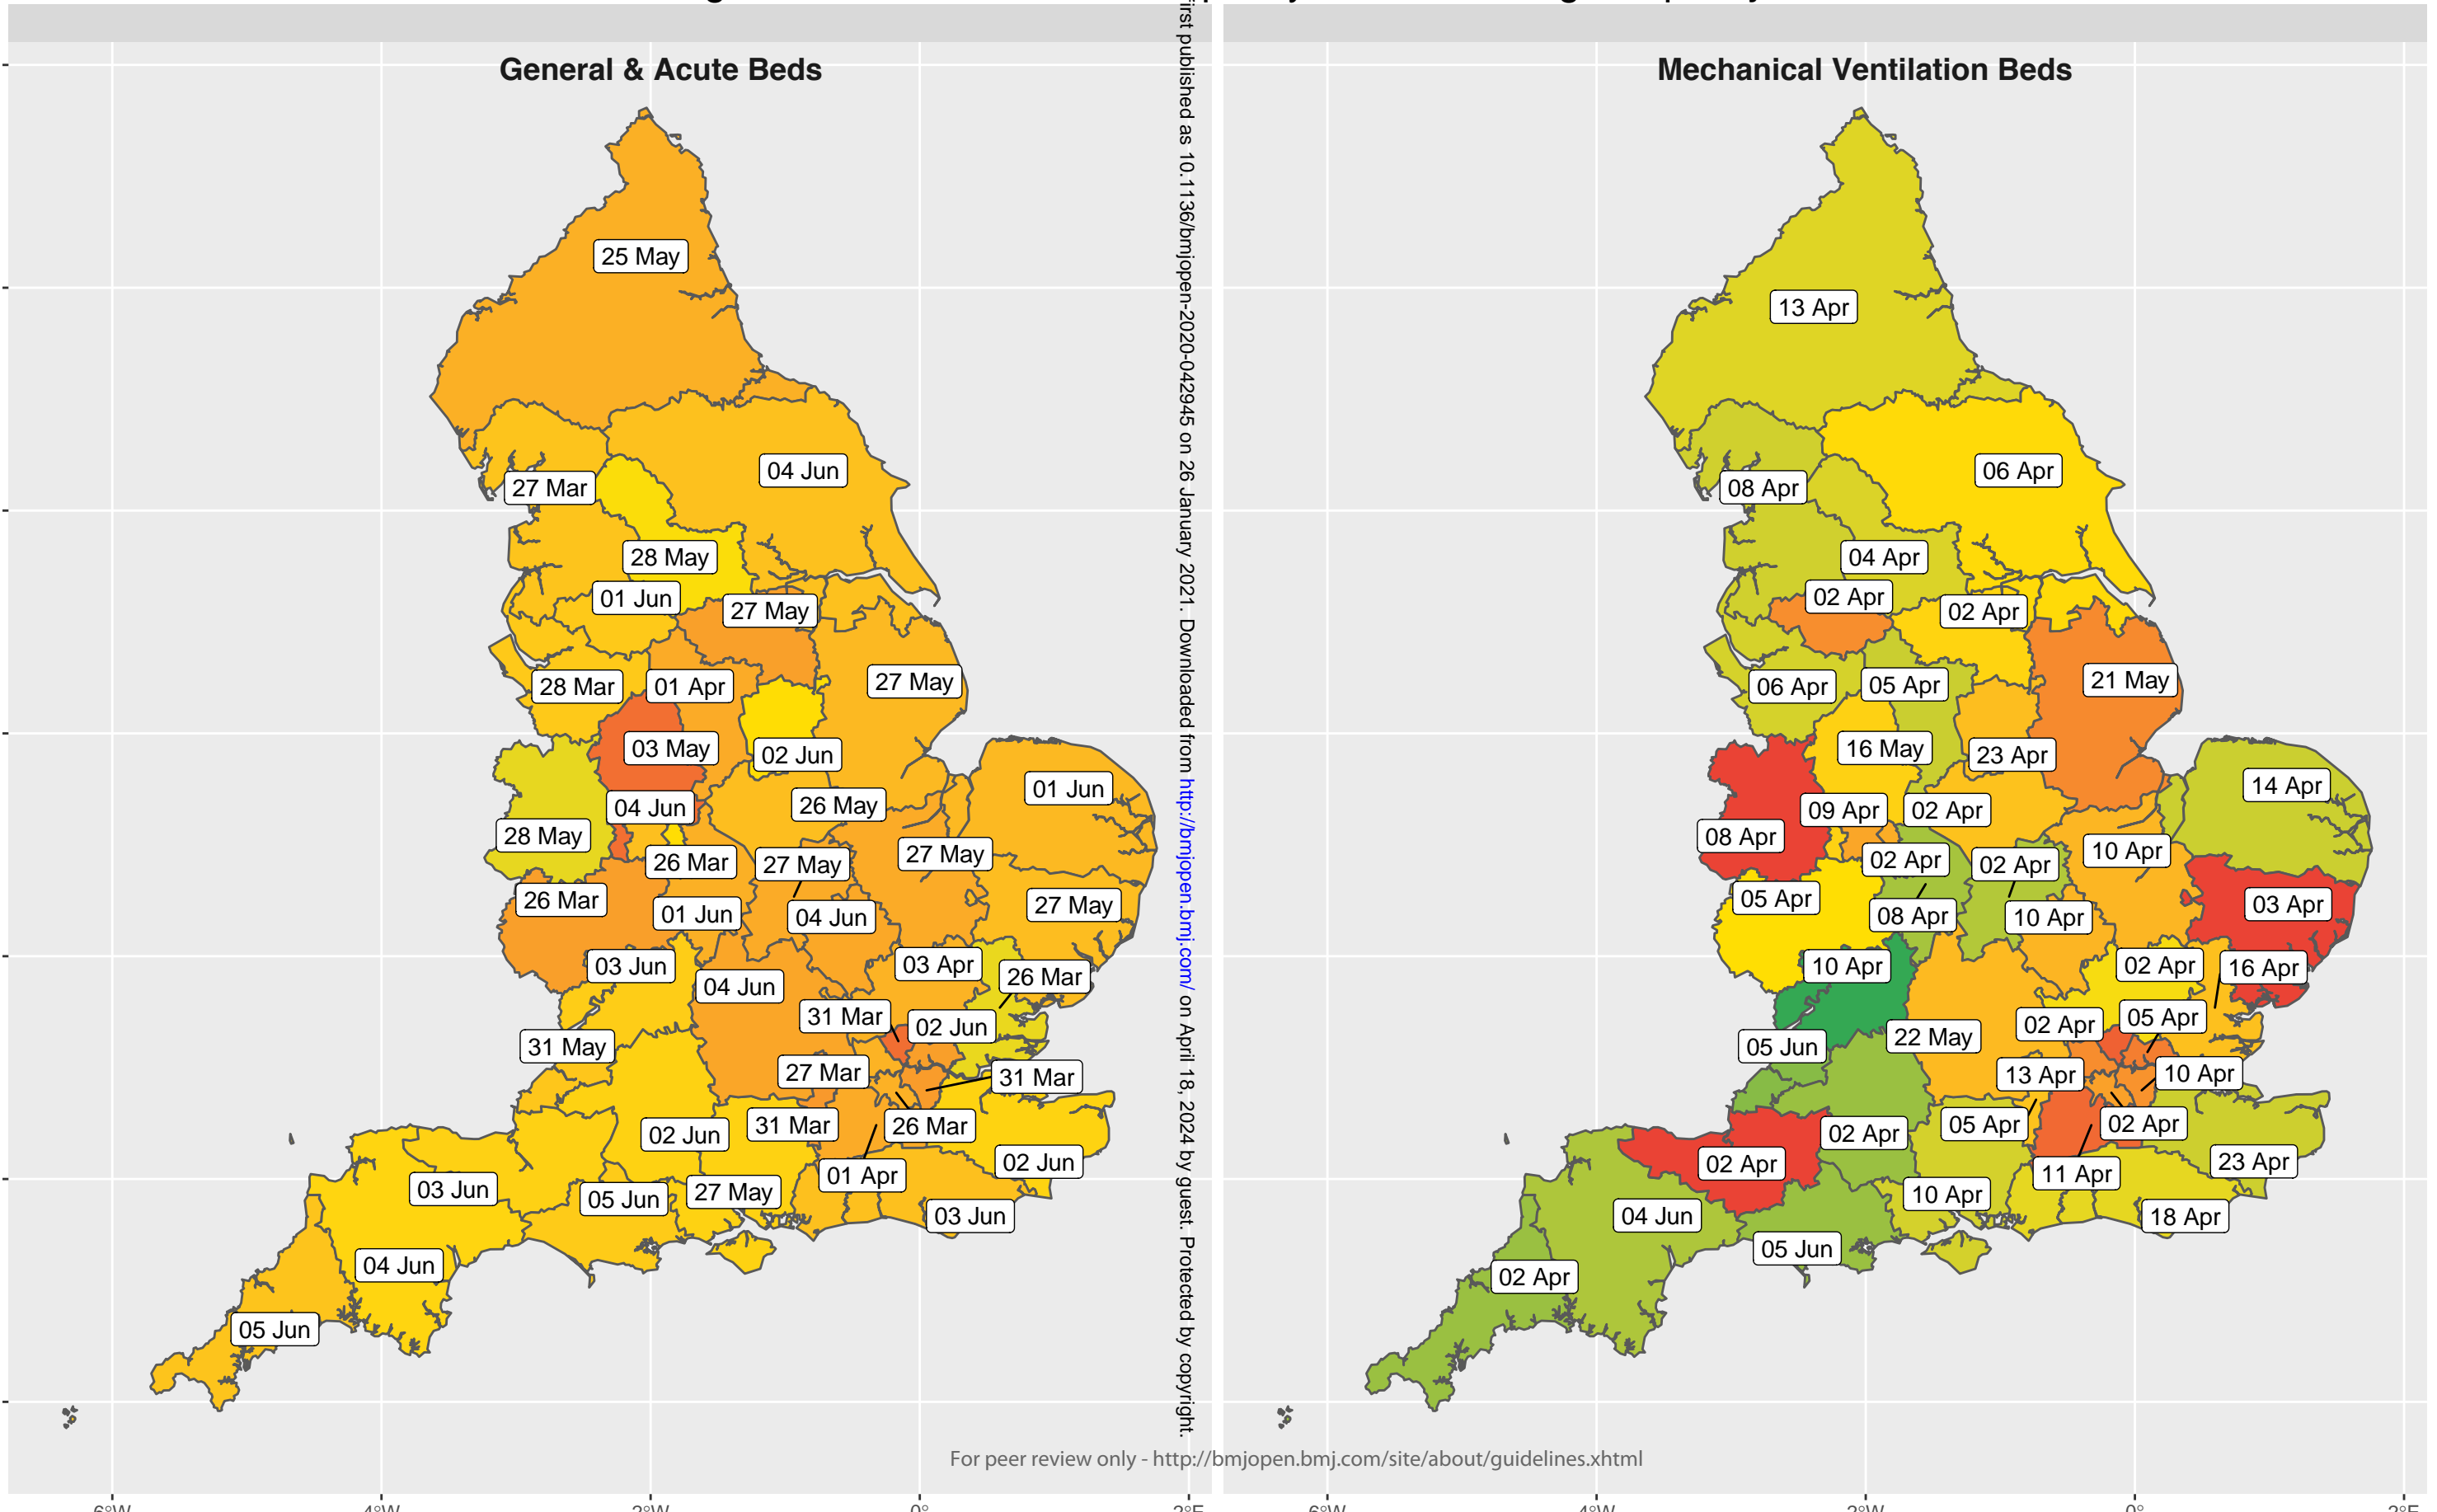 General & Acute Beds
25 May
04 Jun
27 Mar
28 May
01 Jun
27 May
28 Mar
01 Apr
27 May
03 May
02 Jun
01 Jun
04 Jun
26 May
28 May
26 Mar
27 May
27 May
26 Mar
01 Jun
04 Jun
27 May
03 Jun
04 Jun
03 Apr
26 Mar
31 Mar
02 Jun
31 May
27 Mar
31 Mar
02 Jun
31 Mar
26 Mar
01 Apr
02 Jun
03 Jun
05 Jun
27 May
03 Jun
04 Jun
05 Jun
irst published as 10.1136/bmjopen-2020-042945 on 26 January 2021. Downloaded from http://bmjopen.bmj.com/ on April 18, 2024 by guest. Protected by copyright.
Mechanical Ventilation Beds
13 Apr
06 Apr
08 Apr
04 Apr
02 Apr
02 Apr
06 Apr
05 Apr
21 May
16 May
23 Apr
14 Apr
09 Apr
02 Apr
08 Apr
02 Apr
02 Apr
10 Apr
05 Apr
08 Apr
10 Apr
03 Apr
10 Apr
02 Apr
16 Apr
05 Jun
22 May
02 Apr
05 Apr
13 Apr
10 Apr
02 Apr
02 Apr
05 Apr
02 Apr
11 Apr
23 Apr
04 Jun
10 Apr
18 Apr
05 Jun
02 Apr
For peer review only - http://bmjopen.bmj.com/site/about/guidelines.xhtml